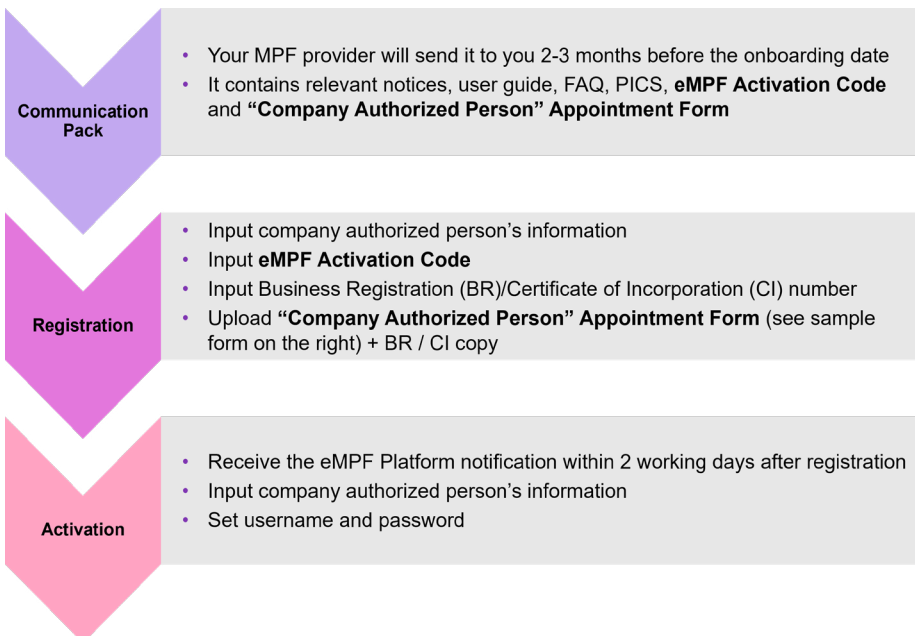 Communication
Pack
• Your MPF provider will send it to you 2-3 months before the onboarding date
• It contains relevant notices, user guide, FAQ, PICS, eMPF Activation Code
and “Company Authorized Person” Appointment Form
Registration
• Input company authorized person’s information
• Input eMPF Activation Code
• Input Business Registration (BR)/Certificate of Incorporation (CI) number
• Upload “Company Authorized Person” Appointment Form (see sample
form on the right) + BR / CI copy
Activation
• Receive the eMPF Platform notification within 2 working days after registration
• Input company authorized person’s information
• Set username and password